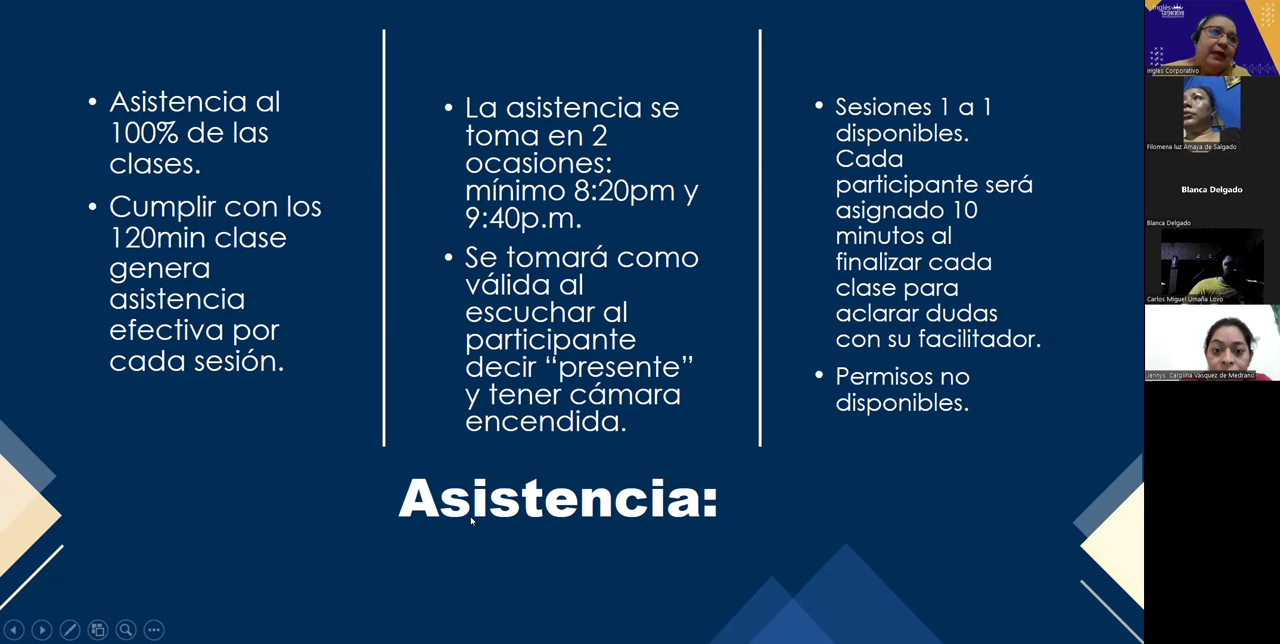 • Asistencia al
100% de las
clases.
• Cumplir con los
120min clase
genera
asistencia
efectiva por
cada sesión.
• La asistencia se
toma en 2
ocasiones:
mínimo 8:20pm y
9:40p.m.
• Se tomará como
válida al
escuchar al
participante
decir “presente”
y tener cámara
encendida.
• Sesiones 1 a 1
disponibles.
Cada
participante será
asignado 10
minutos al
finalizar cada
clase para
aclarar dudas
con su facilitador.
• Permisos no
disponibles.
Asistencia:
Inglés
corporativo
Ingles Corporativo
Filomena luz Amaya de Salgado
Blanca Delgado
Blanca Delgado
Carlos Miguel Umaña Lovo
Jennys Carolina Vásquez de Medrano